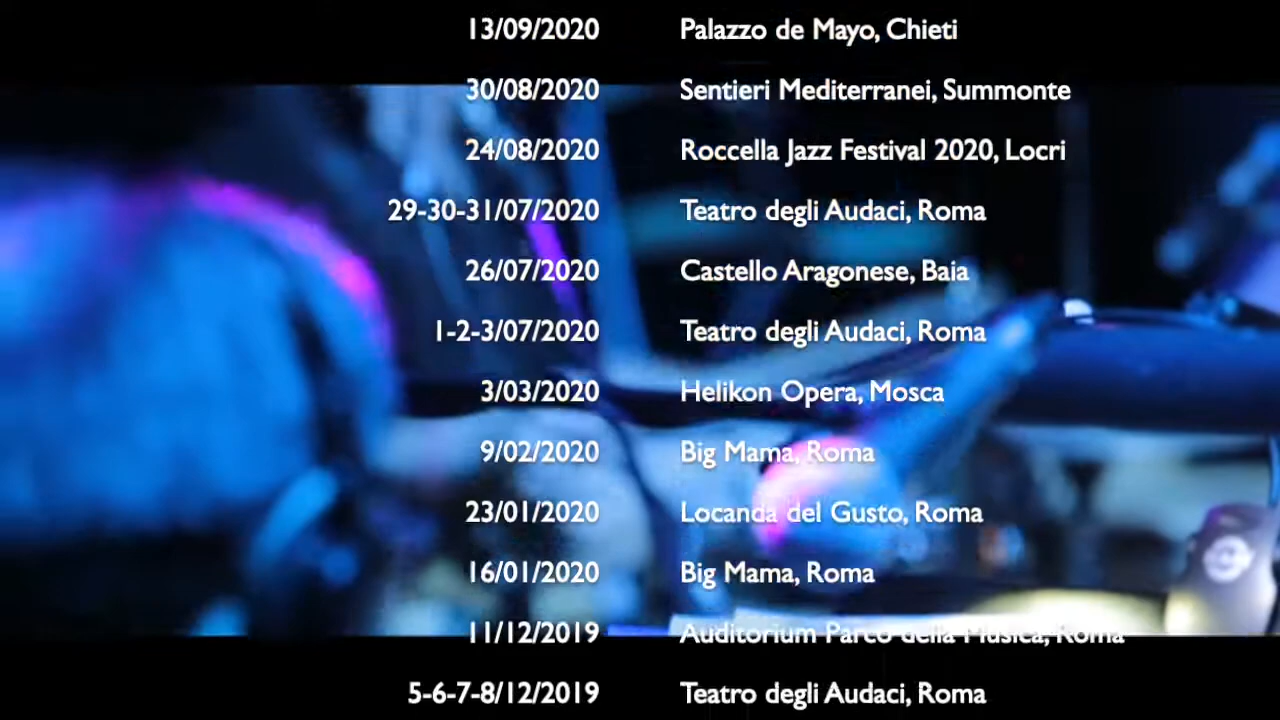 13/09/2020 Palazzo de Mayo, Chieti
30/08/2020 Sentieri Mediterranei, Summonte
24/08/2020 Roccella Jazz Festival 2020, Locri
29-30-31/07/2020 Teatro degli Audaci, Roma
26/07/2020 Castello Aragonese, Baia
1-2-3/07/2020 Teatro degli Audaci, Roma
3/03/2020 Helikon Opera, Mosca
9/02/2020 Big Mama, Roma
23/01/2020 Locanda del Gusto, Roma
16/01/2020 Big Mama, Roma
11/12/2019 Auditorium Parco della Musica, Roma
5-6-7-8/12/2019 Teatro degli Audaci, Roma